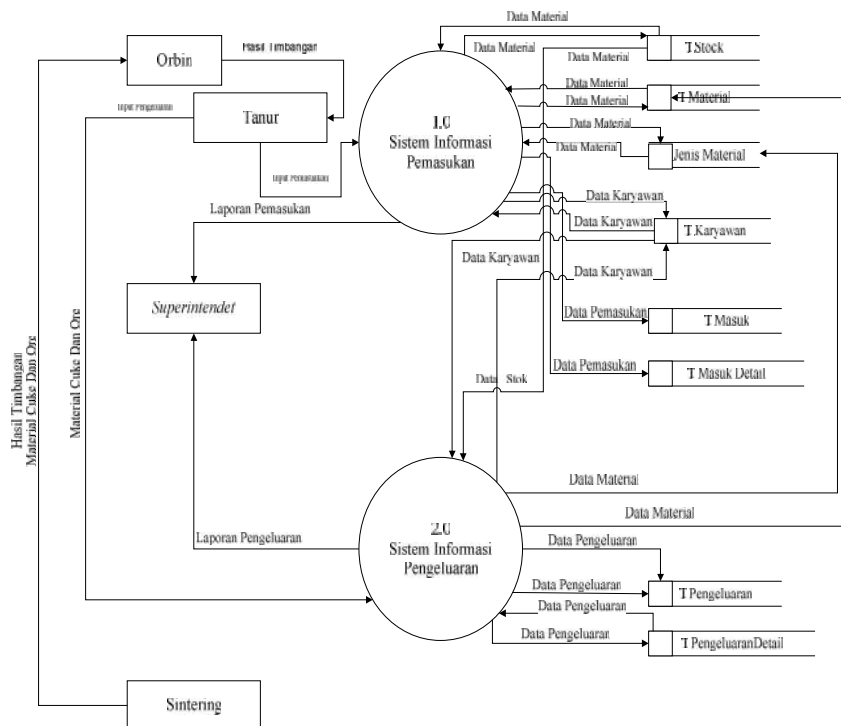 Data Material
Orbin
Hasil Timbangan
Data Material
T.Stock
Data Material
Data Material
T Material
Data Material
Input Pengeluaran
Tanur
1.0
Sistem Informasi
Pemasukan
Data Material
Data Material
Jenis Material
Input Pemasukan
Data Karyawan
Laporan Pemasukan
Data Karyawan
T.Karyawan
Data Karyawan
Data Karyawan
Superintendet
Data Pemasukan
T Masuk
Data Pemasukan
T Masuk Detail
Data Stok
Hasil Timbangan
Material Cuke Dan Ore
Material Cuke Dan Ore
Data Material
Data Material
2.0
Sistem Informasi
Pengeluaran
Laporan Pengeluaran
Data Pengeluaran
Data Pengeluaran
T Pengeluaran
Data Pengeluaran
Data Pengeluaran
T PengeluaranDetail
Sintering